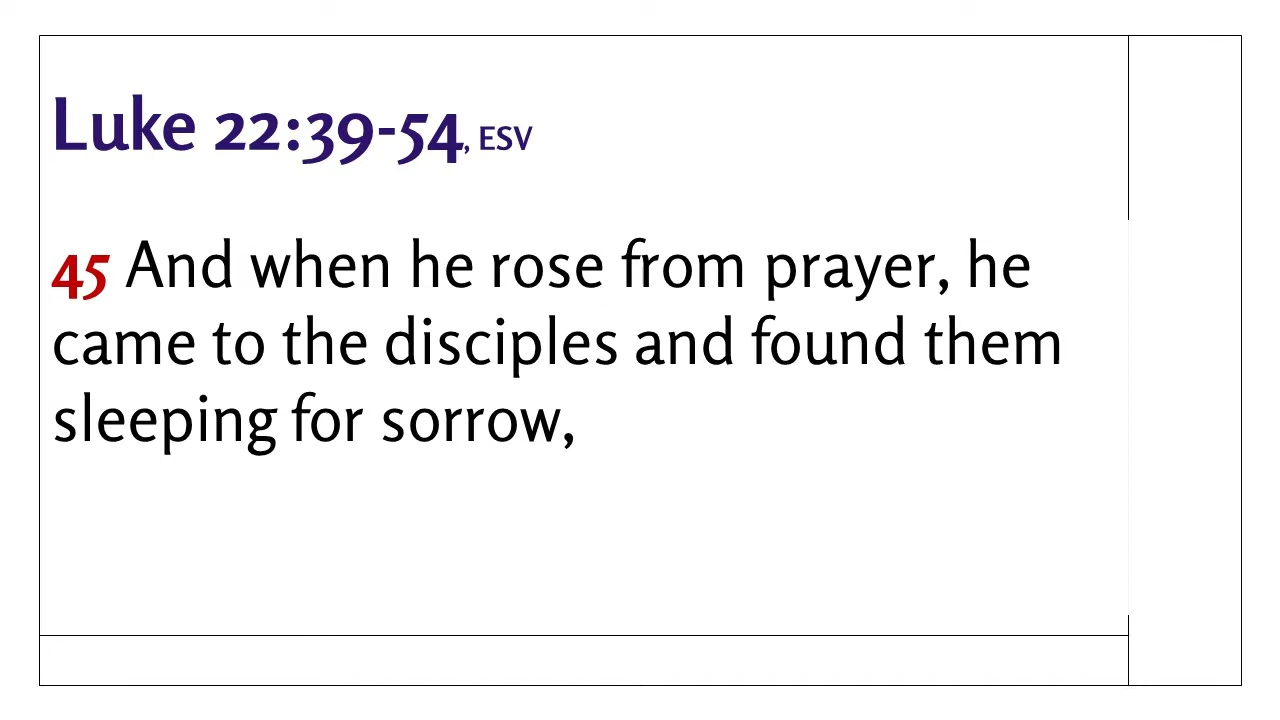 Luke 22:39-54, ESV
45 And when he rose from prayer, he
came to the disciples and found them
sleeping for sorrow,